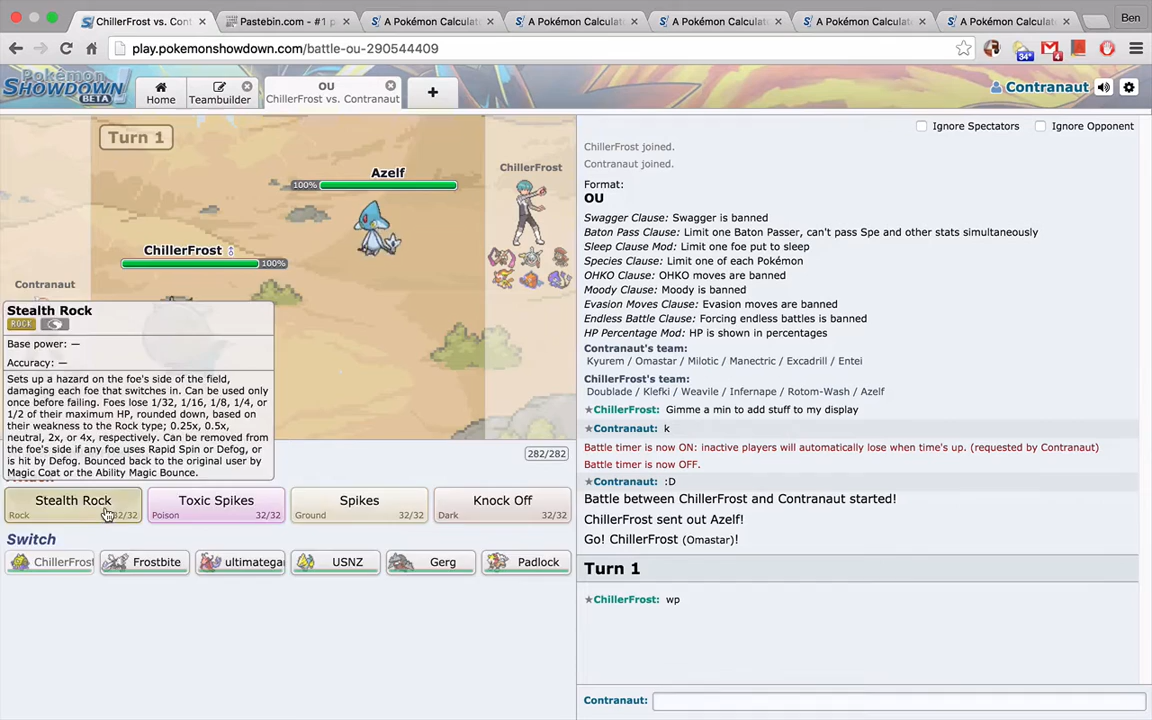 ChillerFrost vs. Cont
Pastebin.com - #1 p
A Pokémon Calculat
A Pokémon Calculat
A Pokémon Calculat
A Pokémon Calculat
A Pokémon Calculat
Ben
play.pokemonshowdown.com/battle-ou-290544409
34°
4
Pokémon
SHOWDOWN!
BETA
Home
Teambuilder
OU
ChillerFrost vs. Contranaut
Contranaut
Turn 1
Azelf
100%
ChillerFrost
ChillerFrost
100%
Contranaut
Stealth Rock
ROCK
Base power: —
Accuracy: —
Sets up a hazard on the foe's side of the field,
damaging each foe that switches in. Can be used only
once before failing. Foes lose 1/32, 1/16, 1/8, 1/4, or
1/2 of their maximum HP, rounded down, based on
their weakness to the Rock type; 0.25x, 0.5x,
neutral, 2x, or 4x, respectively. Can be removed from
the foe's side if any foe uses Rapid Spin or Defog, or
is hit by Defog. Bounced back to the original user by
Magic Coat or the Ability Magic Bounce.
282/282
Stealth Rock
Rock 32/32
Toxic Spikes
Poison 32/32
Spikes
Ground 32/32
Knock Off
Dark 32/32
Switch
ChillerFrost
Frostbite
ultimatega
USNZ
Gerg
Padlock
Ignore Spectators
Ignore Opponent
ChillerFrost joined.
Contranaut joined.
Format:
OU
Swagger Clause: Swagger is banned
Baton Pass Clause: Limit one Baton Passer, can't pass Spe and other stats simultaneously
Sleep Clause Mod: Limit one foe put to sleep
Species Clause: Limit one of each Pokémon
OHKO Clause: OHKO moves are banned
Moody Clause: Moody is banned
Evasion Moves Clause: Evasion moves are banned
Endless Battle Clause: Forcing endless battles is banned
HP Percentage Mod: HP is shown in percentages
Contranaut's team:
Kyurem / Omastar / Milotic / Manectric / Excadrill / Entei
ChillerFrost's team:
Doublade / Klefki / Weavile / Infernape / Rotom-Wash / Azelf
★ChillerFrost: Gimme a min to add stuff to my display
★Contranaut: k
Battle timer is now ON: inactive players will automatically lose when time's up. (requested by Contranaut)
Battle timer is now OFF.
★Contranaut: :D
Battle between ChillerFrost and Contranaut started!
ChillerFrost sent out Azelf!
Go! ChillerFrost (Omastar)!
Turn 1
★ChillerFrost: wp
Contranaut: